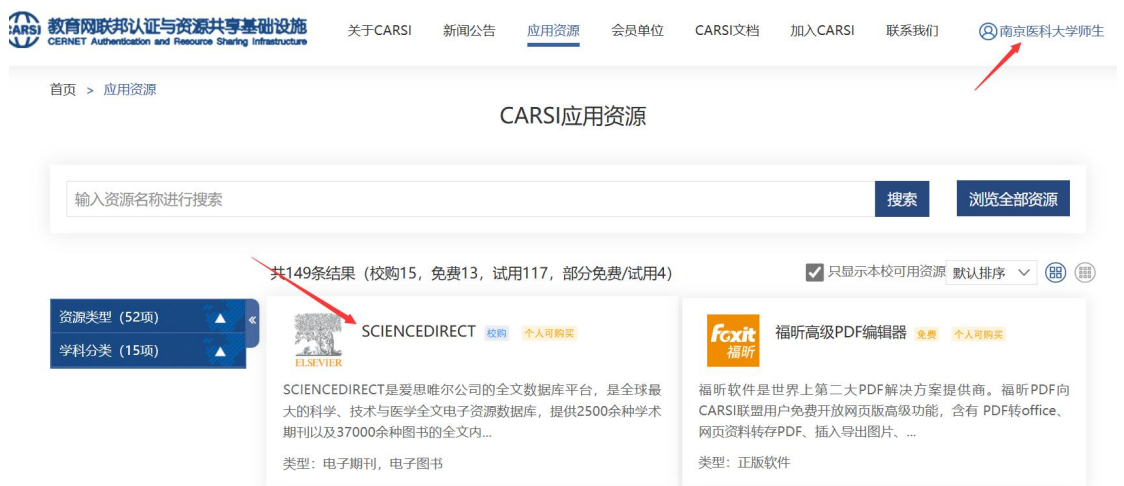 CARSI 教育网联邦认证与资源共享基础设施
CERNET Authentication and Resource Sharing Infrastructure
关于CARSI 新闻公告 应用资源 会员单位 CARSI文档 加入CARSI 联系我们 南京医科大学师生
首页 > 应用资源
CARSI应用资源
输入资源名称进行搜索 搜索 浏览全部资源
共149条结果（校购15，免费13，试用117，部分免费/试用4） 只显示本校可用资源 默认排序
资源类型（52项）
学科分类（15项）
«
SCIENCEDIRECT 校购 个人可购买
ELSEVIER
SCIENCEDIRECT是爱思唯尔公司的全文数据库平台，是全球最
大的科学、技术与医学全文电子资源数据库，提供2500余种学术
期刊以及37000余种图书的全文内...
类型：电子期刊，电子图书
Foxit
福昕
福昕高级PDF编辑器 免费 个人可购买
福昕软件是世界上第二大PDF解决方案提供商。福昕PDF向
CARSI联盟用户免费开放网页版高级功能，含有 PDF转office、
网页资料转存PDF、插入导出图片、...
类型：正版软件